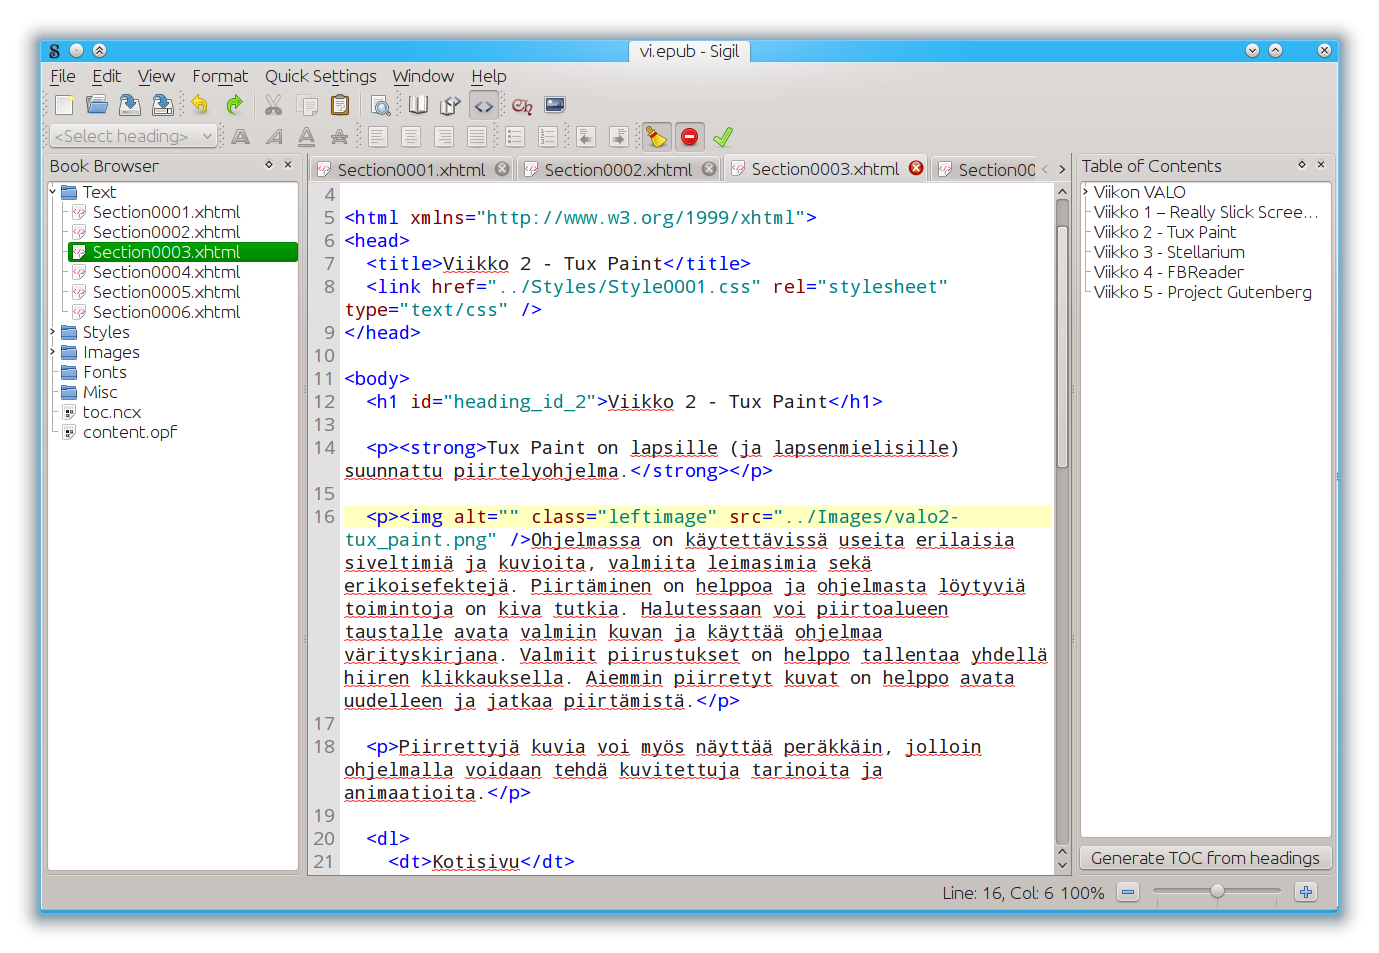 vi.epub - Sigil
File Edit View Format Quick Settings Window Help
<Select heading>
Book Browser
Text
Section0001.xhtml
Section0002.xhtml
Section0003.xhtml
Section0004.xhtml
Section0005.xhtml
Section0006.xhtml
Styles
Images
Fonts
Misc
toc.ncx
content.opf
Section0001.xhtml Section0002.xhtml Section0003.xhtml Section00
4
5 <html xmlns="http://www.w3.org/1999/xhtml">
6 <head>
7 <title>Viikko 2 - Tux Paint</title>
8 <link href="../Styles/Style0001.css" rel="stylesheet"
type="text/css" />
9 </head>
10
11 <body>
12 <h1 id="heading_id_2">Viikko 2 - Tux Paint</h1>
13
14 <p><strong>Tux Paint on lapsille (ja lapsenmielisille)
suunnattu piirtelyohjelma.</strong></p>
15
16 <p><img alt="" class="leftimage" src="../Images/valo2-
tux_paint.png" />Ohjelmassa on käytettävissä useita erilaisia
siveltimiä ja kuvioita, valmiita leimasimia sekä
erikoisefektejä. Piirtäminen on helppoa ja ohjelmasta löytyviä
toimintoja on kiva tutkia. Halutessaan voi piirtoalueen
taustalle avata valmiin kuvan ja käyttää ohjelmaa
värityskirjana. Valmiit piirustukset on helppo tallentaa yhdellä
hiiren klikkauksella. Aiemmin piirretyt kuvat on helppo avata
uudelleen ja jatkaa piirtämistä.</p>
17
18 <p>Piirrettyjä kuvia voi myös näyttää peräkkäin, jolloin
ohjelmalla voidaan tehdä kuvitettuja tarinoita ja
animaatioita.</p>
19
20 <dl>
21 <dt>Kotisivu</dt>
Table of Contents
Viikon VALO
Viikko 1 – Really Slick Scree...
Viikko 2 - Tux Paint
Viikko 3 - Stellarium
Viikko 4 - FBReader
Viikko 5 - Project Gutenberg
Generate TOC from headings
Line: 16, Col: 6 100%